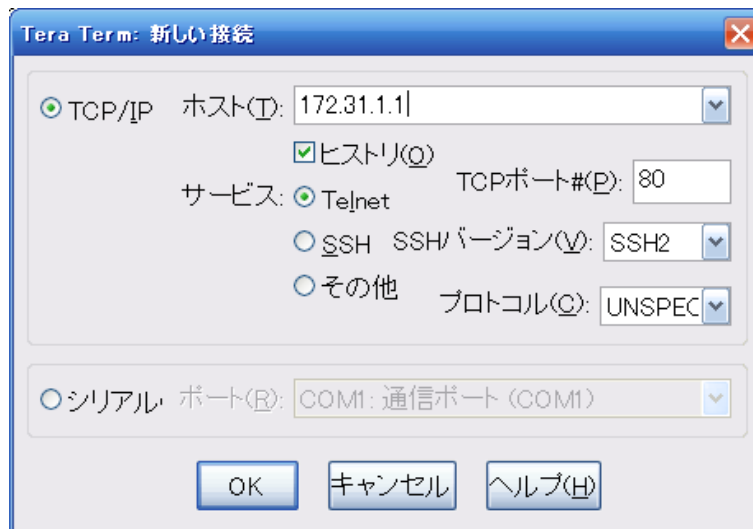 Tera Term: 新しい接続
TCP/IP ホスト(T): 172.31.1.1
ヒストリ(O)
サービス: Telnet TCPポート#(P): 80
SSH SSHバージョン(V): SSH2
その他 プロトコル(C): UNSPEC
シリアル ポート(R): COM1: 通信ポート (COM1)
OK キャンセル ヘルプ(H)